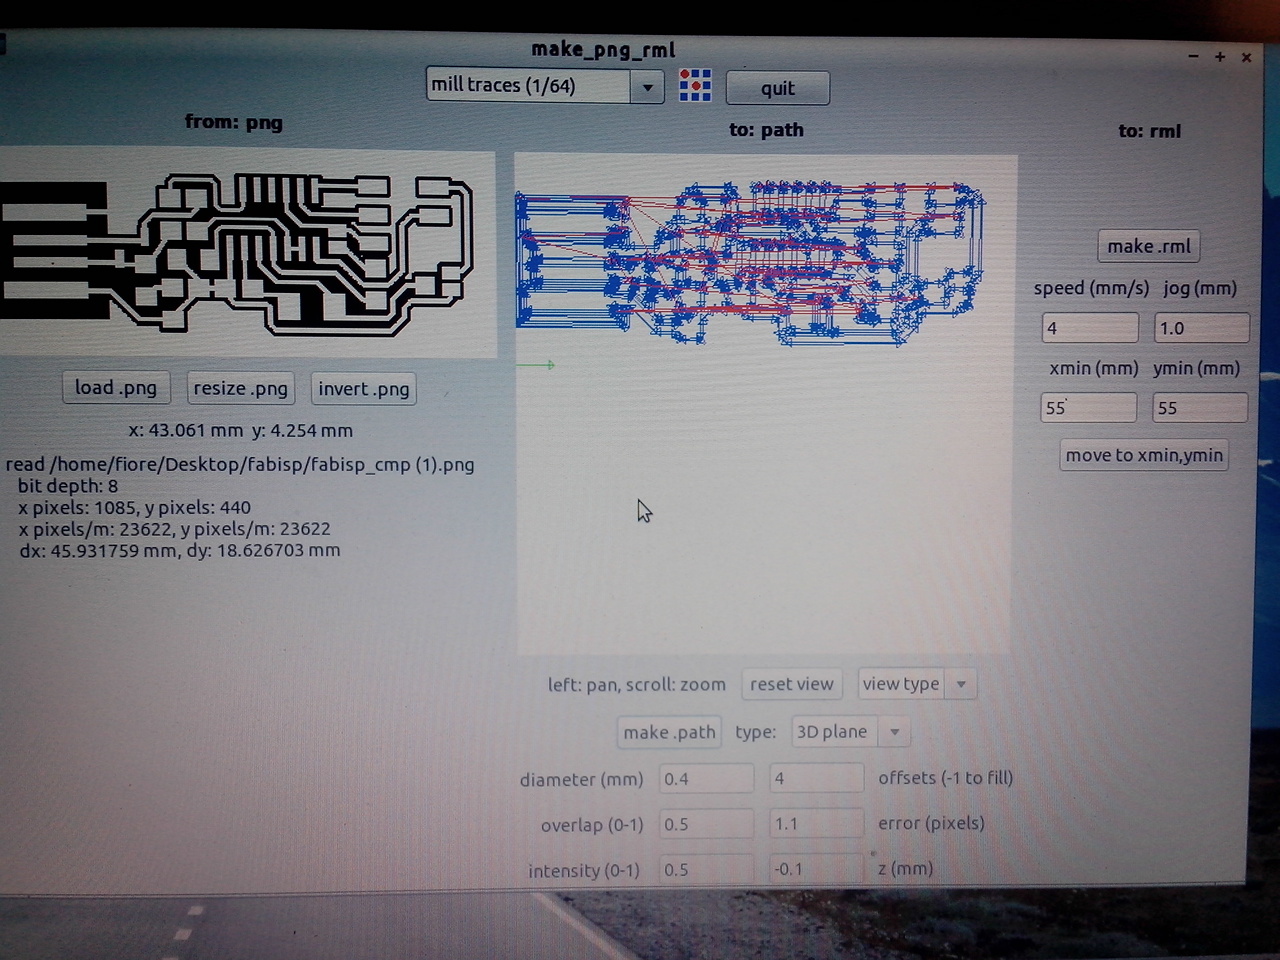 make_png_rml
mill traces (1/64) quit
from: png to: path to: rml
make .rml
speed (mm/s) jog (mm)
4 1.0
xmin (mm) ymin (mm)
55 55
move to xmin,ymin
load .png resize .png invert .png
x: 43.061 mm y: 4.254 mm
read /home/fiore/Desktop/fabisp/fabisp_cmp (1).png
bit depth: 8
x pixels: 1085, y pixels: 440
x pixels/m: 23622, y pixels/m: 23622
dx: 45.931759 mm, dy: 18.626703 mm
left: pan, scroll: zoom reset view view type
make .path type: 3D plane
diameter (mm) 0.4 4 offsets (-1 to fill)
overlap (0-1) 0.5 1.1 error (pixels)
intensity (0-1) 0.5 -0.1 z (mm)